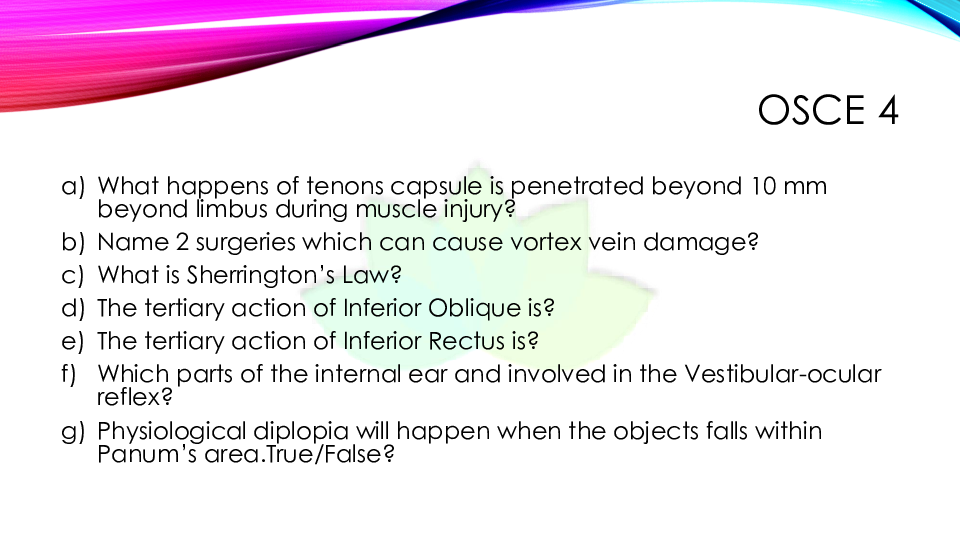 OSCE 4
a) What happens of tenons capsule is penetrated beyond 10 mm
beyond limbus during muscle injury?
b) Name 2 surgeries which can cause vortex vein damage?
c) What is Sherrington’s Law?
d) The tertiary action of Inferior Oblique is?
e) The tertiary action of Inferior Rectus is?
f) Which parts of the internal ear and involved in the Vestibular-ocular
reflex?
g) Physiological diplopia will happen when the objects falls within
Panum’s area.True/False?